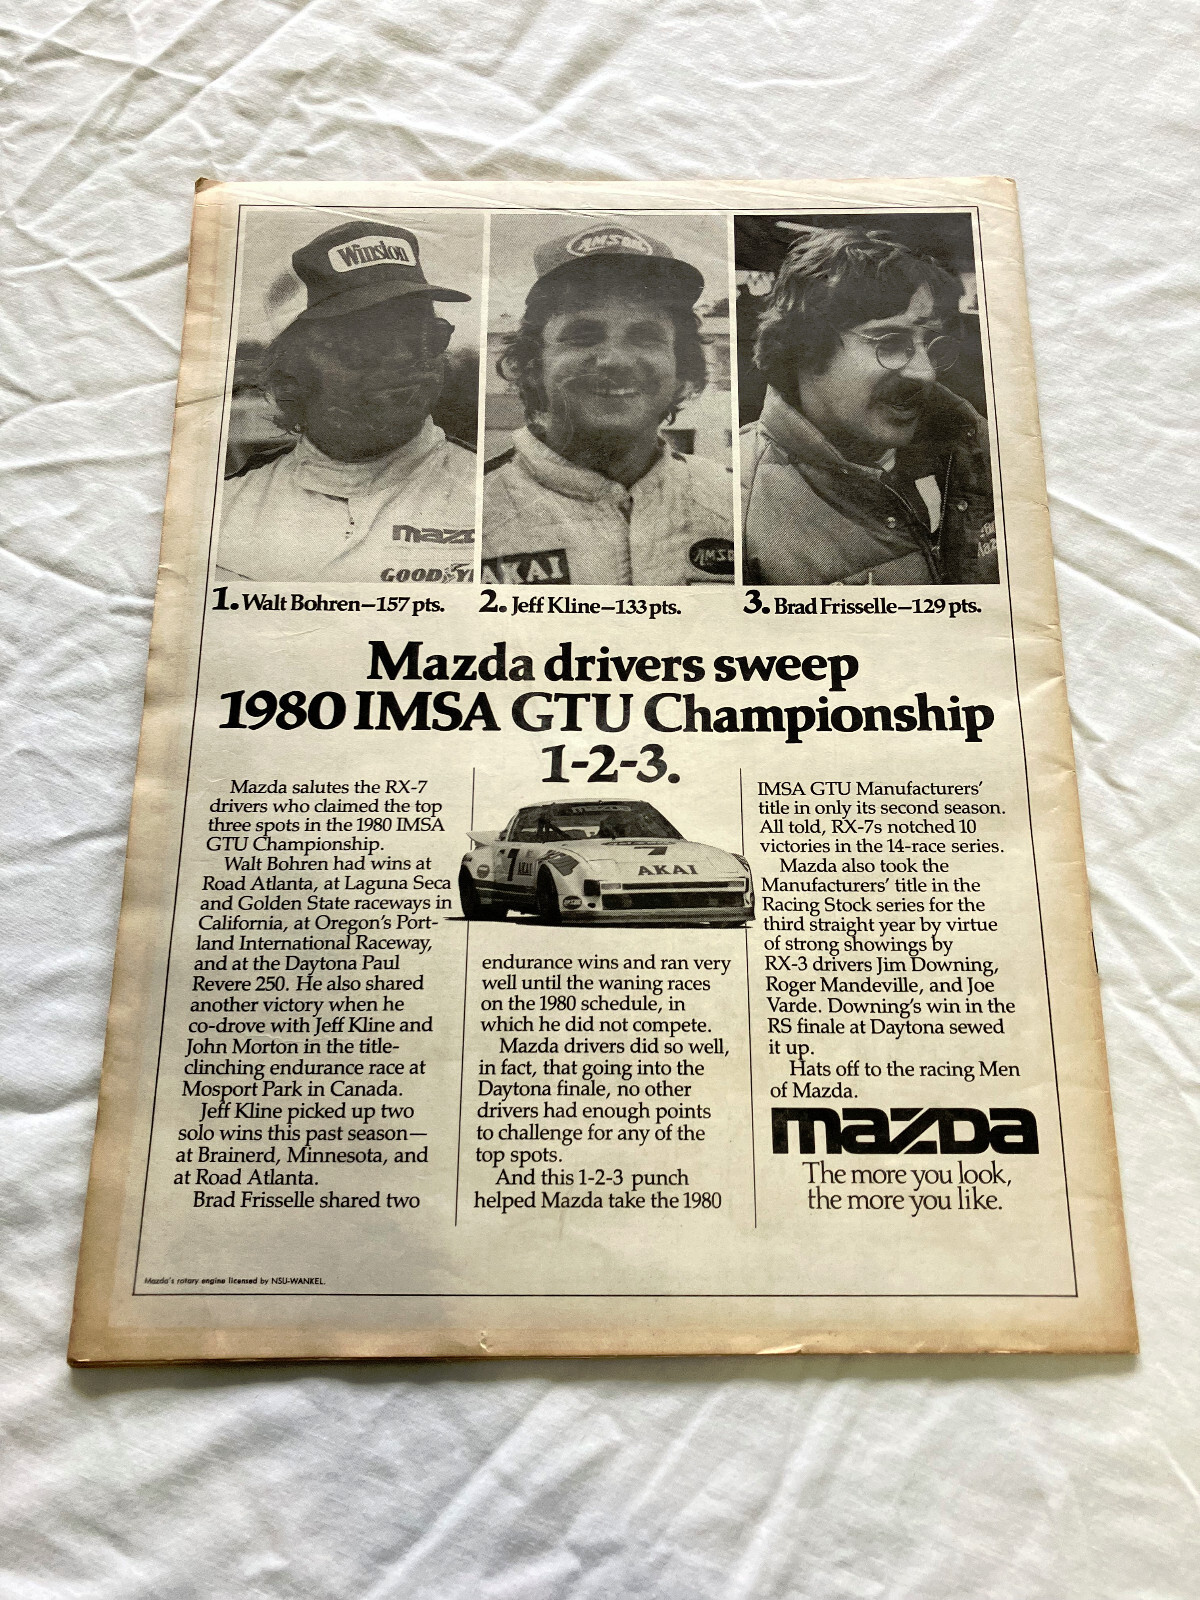 Winston
AMSOIL
mazd
GOODYE
AKAI
AMSO
1. Walt Bohren—157 pts.
2. Jeff Kline—133 pts.
3. Brad Frisselle—129 pts.
Mazda drivers sweep
1980 IMSA GTU Championship
1-2-3.
Mazda salutes the RX-7
drivers who claimed the top
three spots in the 1980 IMSA
GTU Championship.
Walt Bohren had wins at
Road Atlanta, at Laguna Seca
and Golden State raceways in
California, at Oregon's Port-
land International Raceway,
and at the Daytona Paul
Revere 250. He also shared
another victory when he
co-drove with Jeff Kline and
John Morton in the title-
clinching endurance race at
Mosport Park in Canada.
Jeff Kline picked up two
solo wins this past season—
at Brainerd, Minnesota, and
at Road Atlanta.
Brad Frisselle shared two
mazda
7
AKAI
7
AKAI
endurance wins and ran very
well until the waning races
on the 1980 schedule, in
which he did not compete.
Mazda drivers did so well,
in fact, that going into the
Daytona finale, no other
drivers had enough points
to challenge for any of the
top spots.
And this 1-2-3 punch
helped Mazda take the 1980
IMSA GTU Manufacturers'
title in only its second season.
All told, RX-7s notched 10
victories in the 14-race series.
Mazda also took the
Manufacturers' title in the
Racing Stock series for the
third straight year by virtue
of strong showings by
RX-3 drivers Jim Downing,
Roger Mandeville, and Joe
Varde. Downing's win in the
RS finale at Daytona sewed
it up.
Hats off to the racing Men
of Mazda.
mazda
The more you look,
the more you like.
Mazda's rotary engine licensed by NSU-WANKEL.